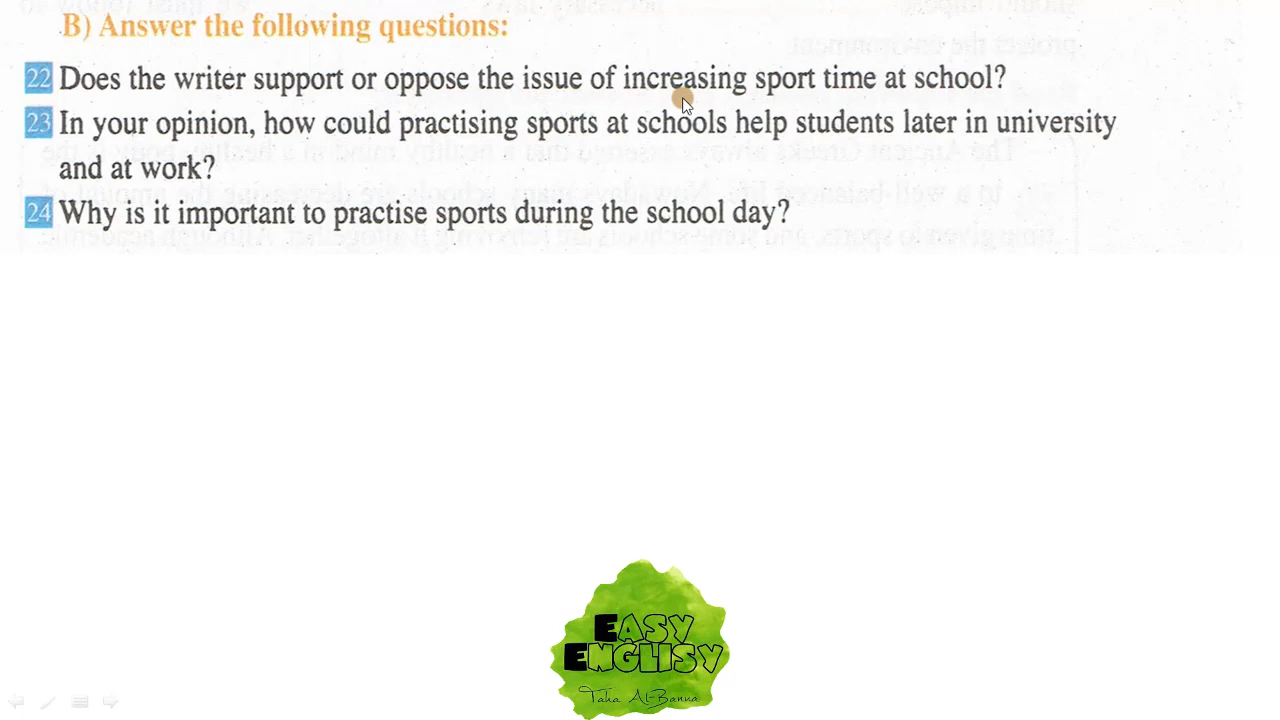 B) Answer the following questions:
22 Does the writer support or oppose the issue of increasing sport time at school?
23 In your opinion, how could practising sports at schools help students later in university
and at work?
24 Why is it important to practise sports during the school day?
EASY
ENGLISY
Taha Al-Banna